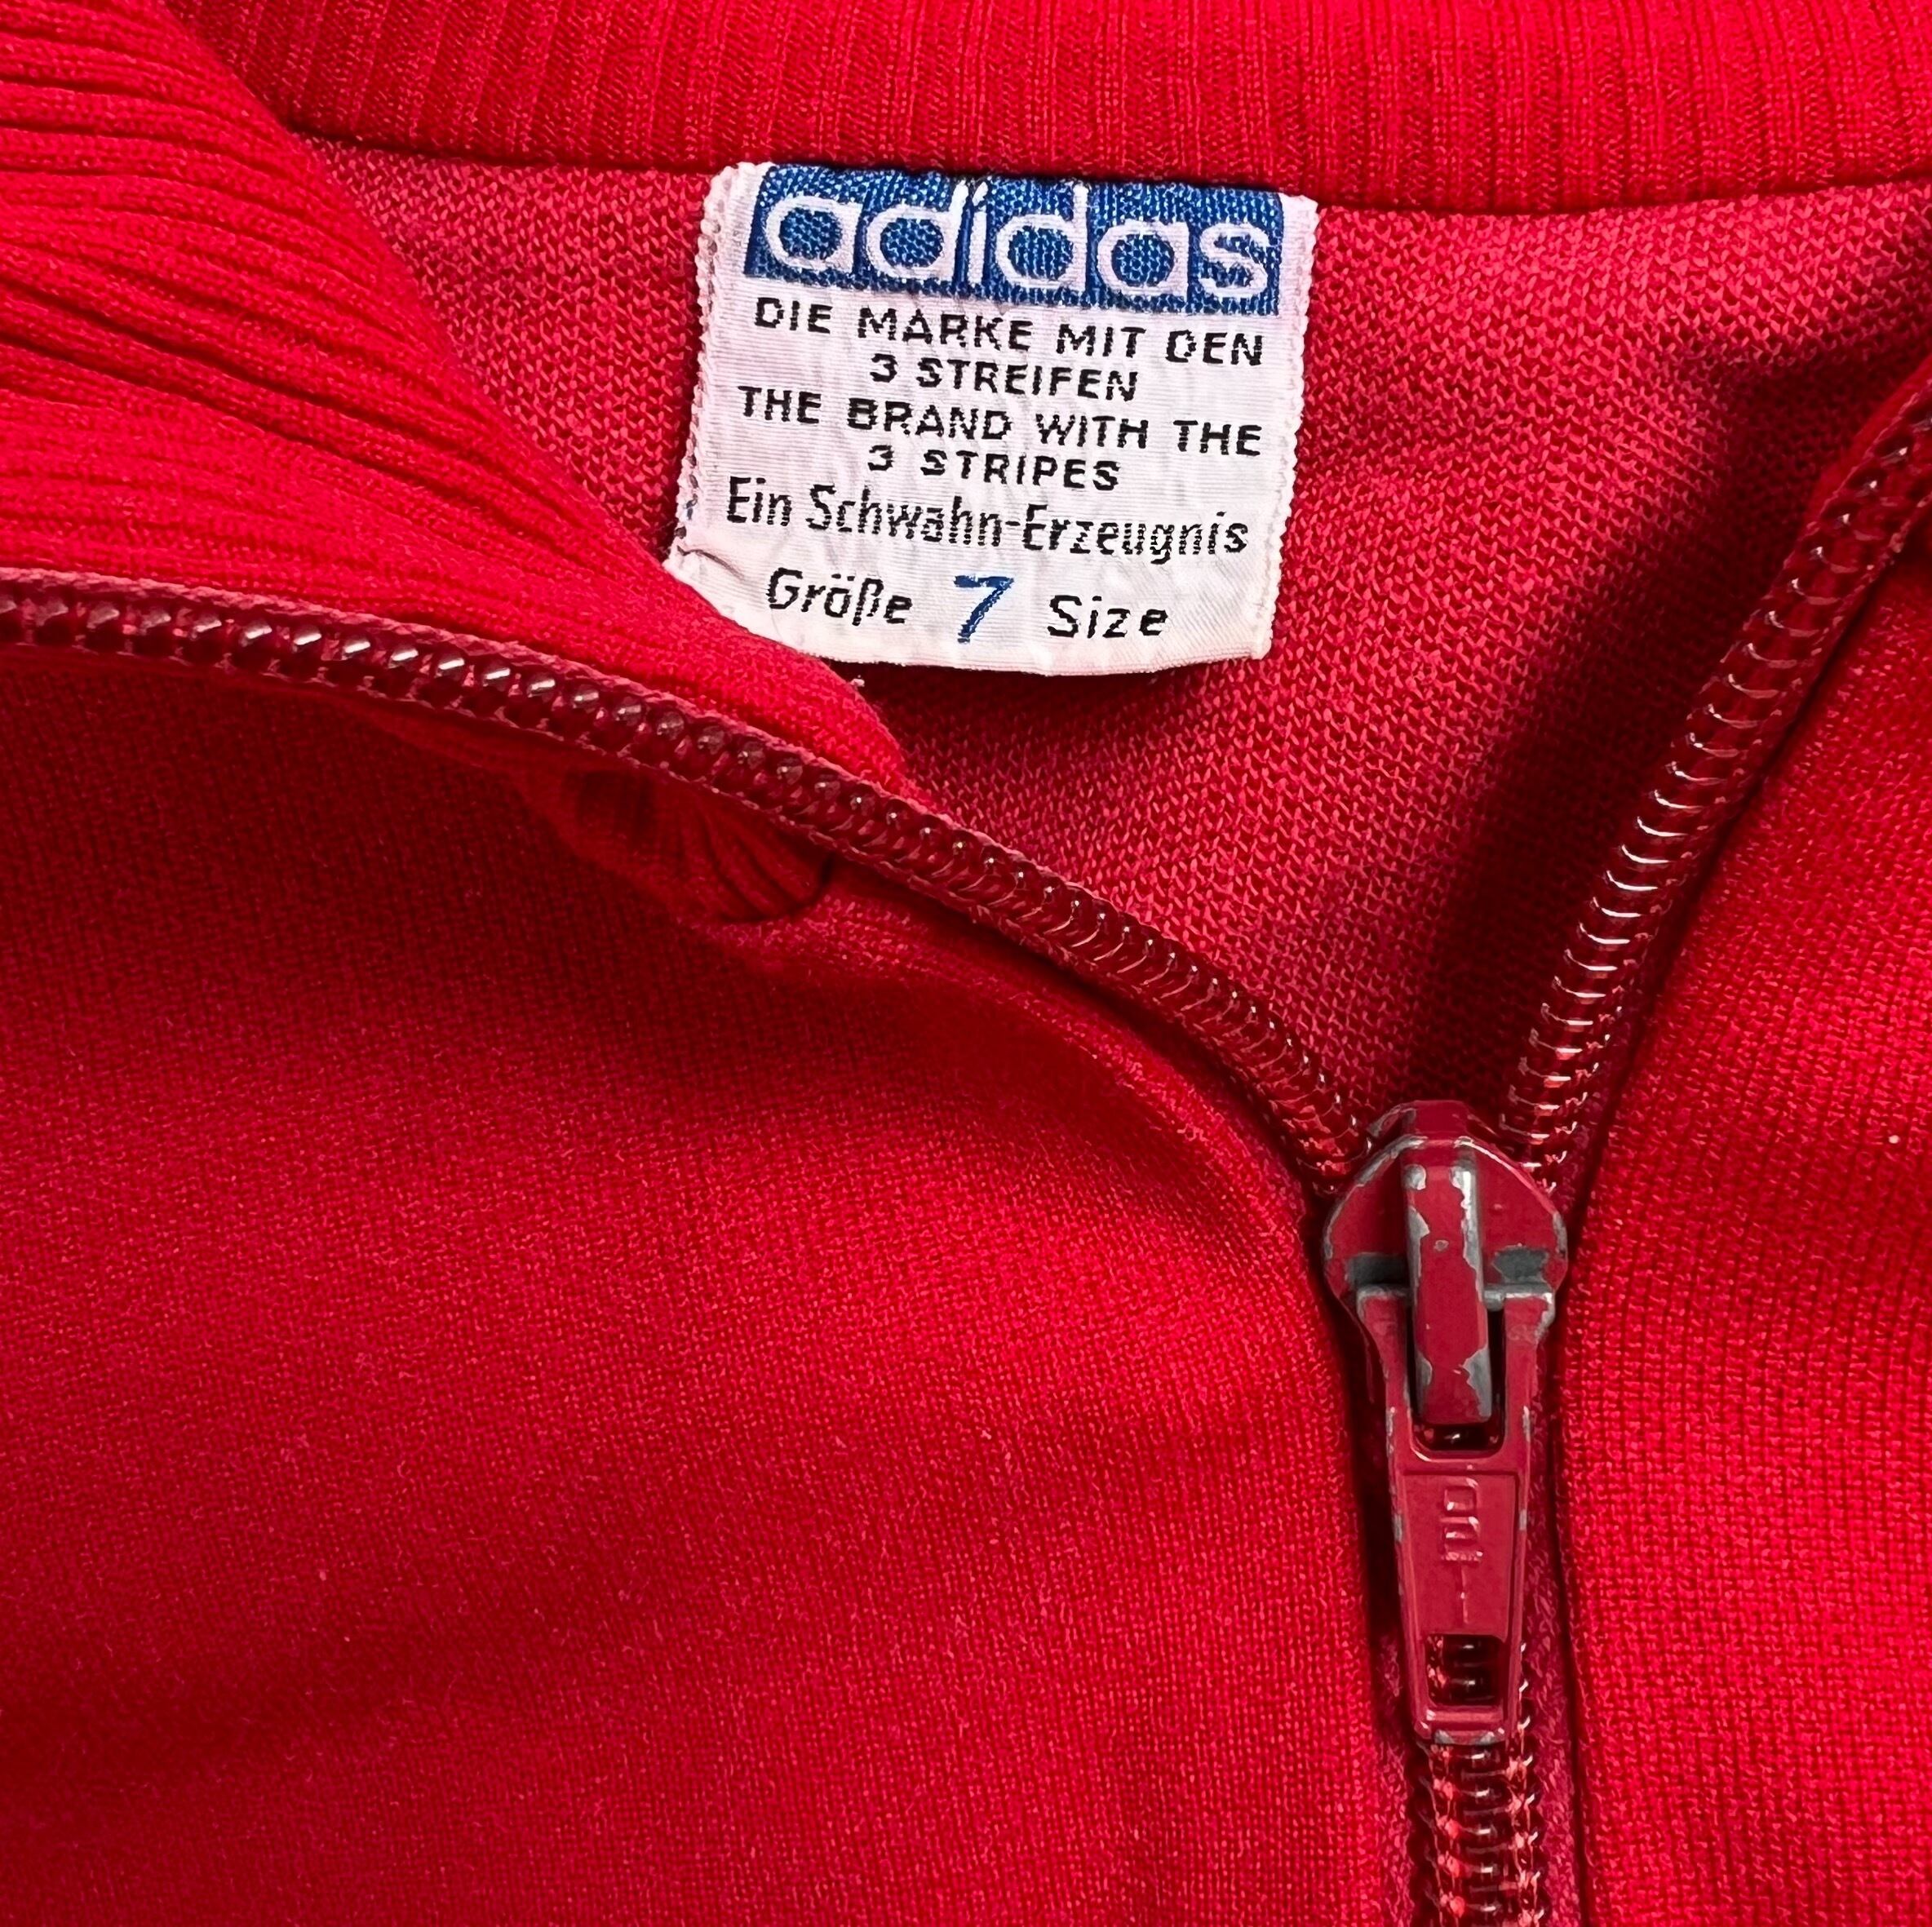 adidas
DIE MARKE MIT DEN
3 STREIFEN
THE BRAND WITH THE
3 STRIPES
Ein Schwahn-Erzeugnis
Größe 7 Size
opti